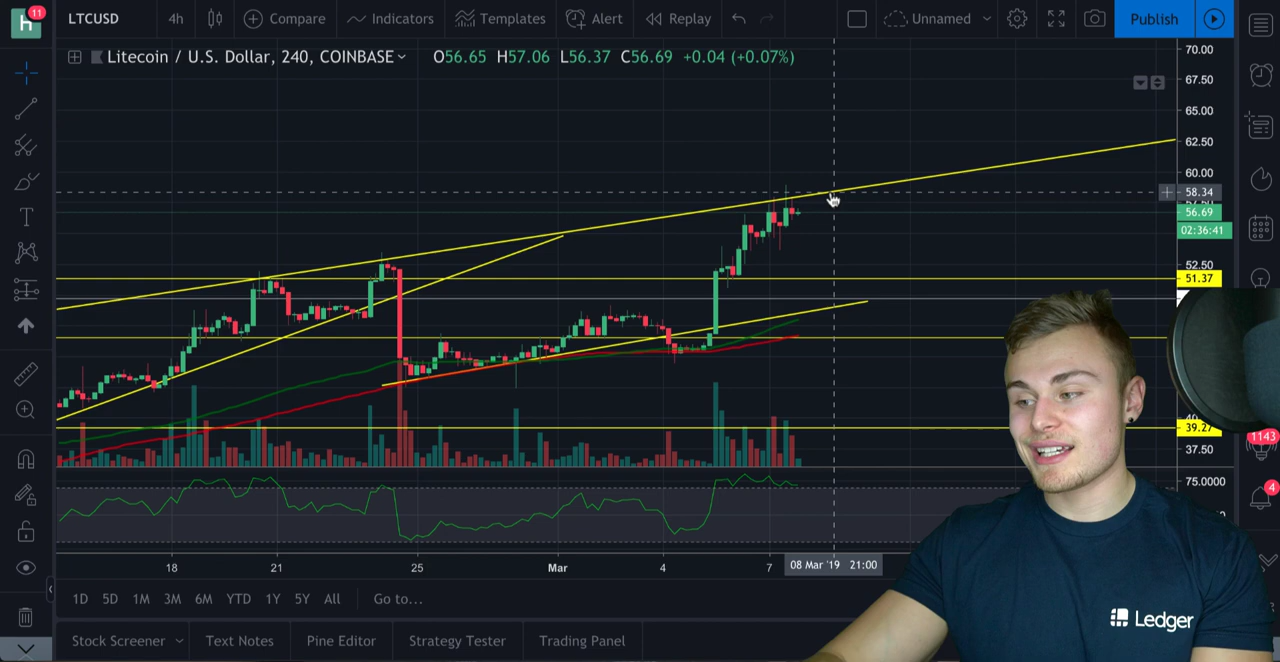 h 11 LTCUSD 4h Compare Indicators Templates Alert Replay Unnamed Publish
Litecoin / U.S. Dollar, 240, COINBASE O56.65 H57.06 L56.37 C56.69 +0.04 (+0.07%)
70.00
67.50
65.00
62.50
60.00
58.34
56.69
02:36:41
52.50
51.37
39.27
37.50
75.0000
1143
4
18 21 25 Mar 4 7 08 Mar '19 21:00
1D 5D 1M 3M 6M YTD 1Y 5Y All Go to...
Ledger
Stock Screener Text Notes Pine Editor Strategy Tester Trading Panel